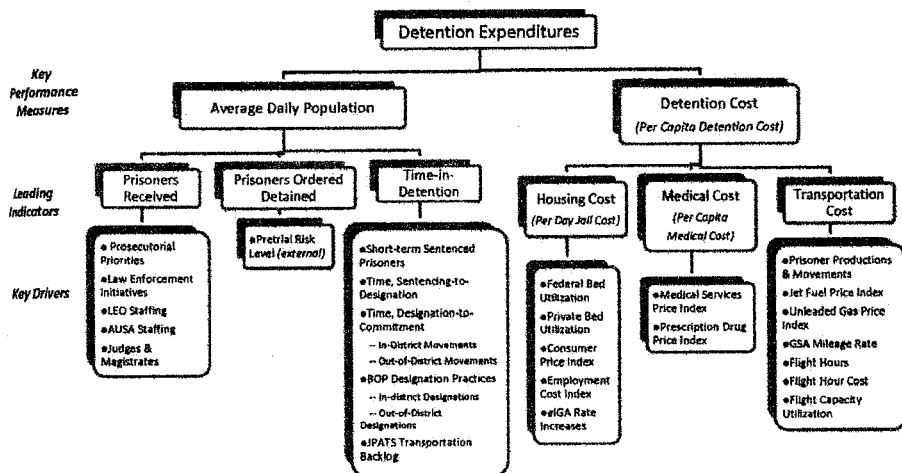 Detention Expenditures
Key
Performance
Measures
Average Daily Population
Detention Cost
(Per Capita Detention Cost)
Leading
Indicators
Prisoners
Received
Prisoners Ordered
Detained
Time-in-
Detention
Housing Cost
(Per Day Jail Cost)
Medical Cost
(Per Capita
Medical Cost)
Transportation
Cost
Key Drivers
●Prosecutorial
Priorities
●Law Enforcement
Initiatives
●LEO Staffing
●AUSA Staffing
●Judges &
Magistrates
●Pretrial Risk
Level (external)
●Short-term Sentenced
Prisoners
●Time, Sentencing-to-
Designation
●Time, Designation-to-
Commitment
-- In-District Movements
-- Out-of-District Movements
●BOP Designation Practices
-- In-district Designations
-- Out-of-District
Designations
●JPATS Transportation
Backlog
●Federal Bed
Utilization
●Private Bed
Utilization
●Consumer
Price Index
●Employment
Cost Index
●eIGA Rate
Increases
●Medical Services
Price Index
●Prescription Drug
Price Index
●Prisoner Productions
& Movements
●Jet Fuel Price Index
●Unleaded Gas Price
Index
●GSA Mileage Rate
●Flight Hours
●Flight Hour Cost
●Flight Capacity
Utilization